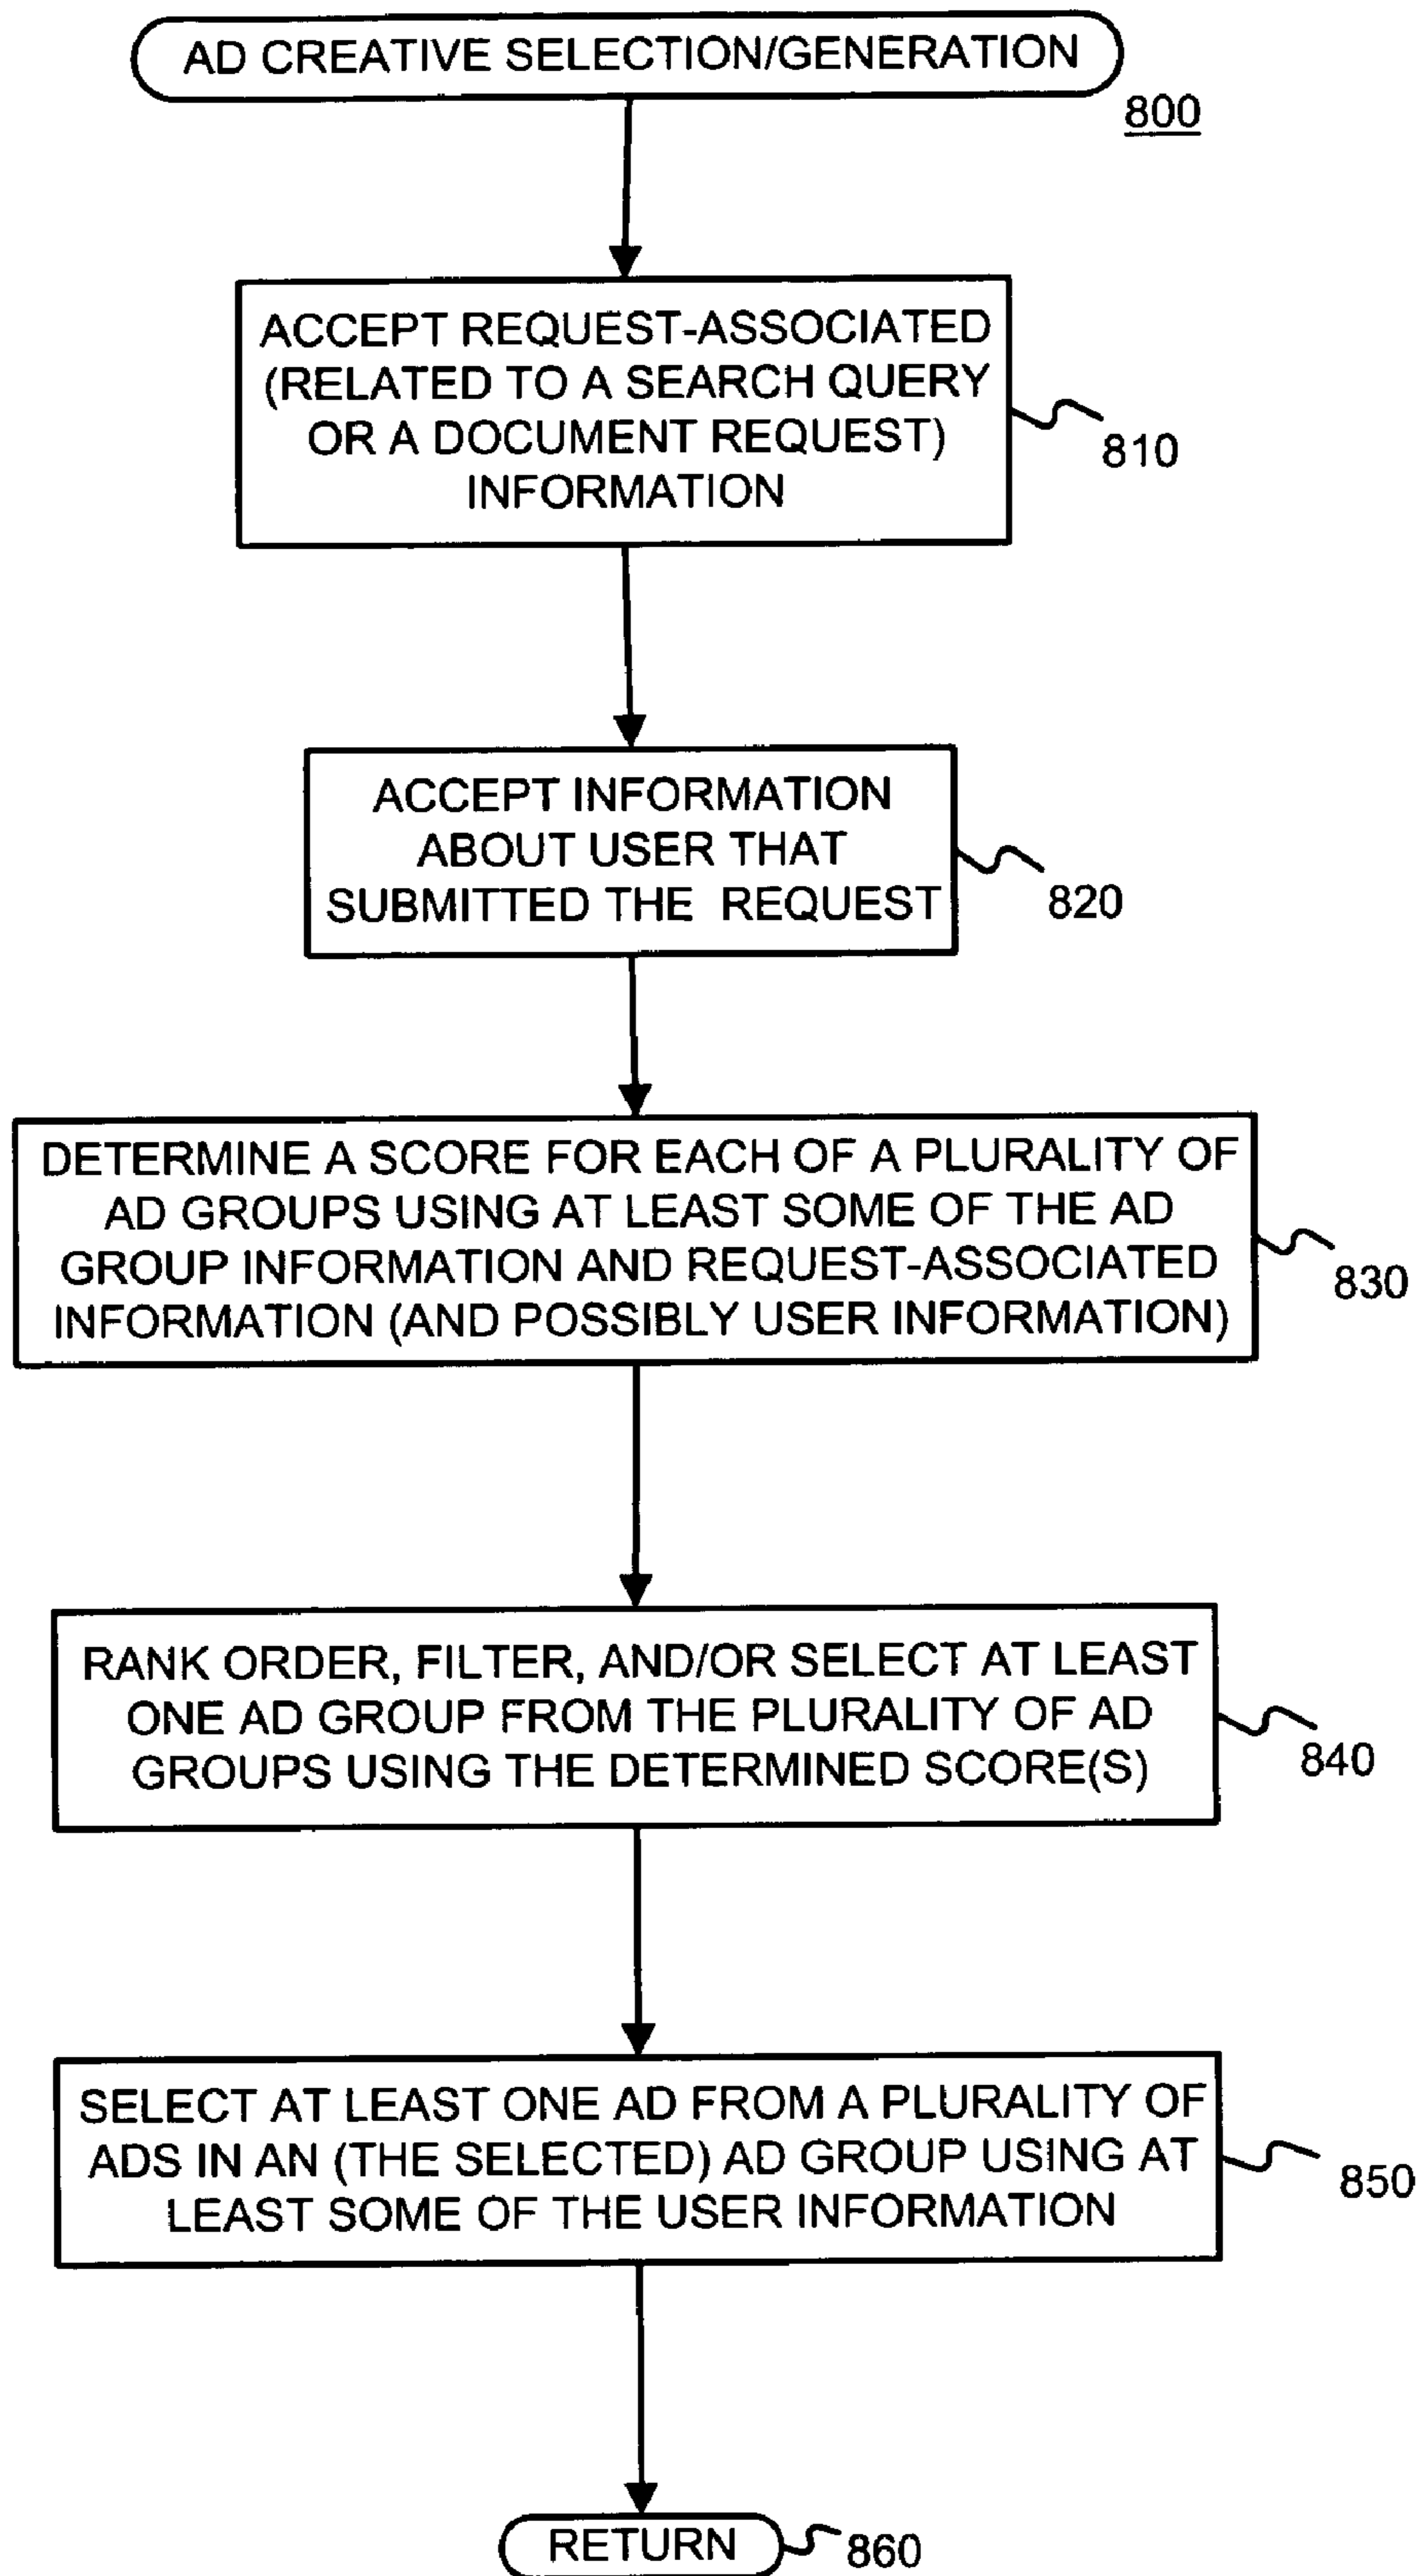 AD CREATIVE SELECTION/GENERATION
800
ACCEPT REQUEST-ASSOCIATED
(RELATED TO A SEARCH QUERY
OR A DOCUMENT REQUEST)
INFORMATION
810
ACCEPT INFORMATION
ABOUT USER THAT
SUBMITTED THE REQUEST
820
DETERMINE A SCORE FOR EACH OF A PLURALITY OF
AD GROUPS USING AT LEAST SOME OF THE AD
GROUP INFORMATION AND REQUEST-ASSOCIATED
INFORMATION (AND POSSIBLY USER INFORMATION)
830
RANK ORDER, FILTER, AND/OR SELECT AT LEAST
ONE AD GROUP FROM THE PLURALITY OF AD
GROUPS USING THE DETERMINED SCORE(S)
840
SELECT AT LEAST ONE AD FROM A PLURALITY OF
ADS IN AN (THE SELECTED) AD GROUP USING AT
LEAST SOME OF THE USER INFORMATION
850
RETURN
860